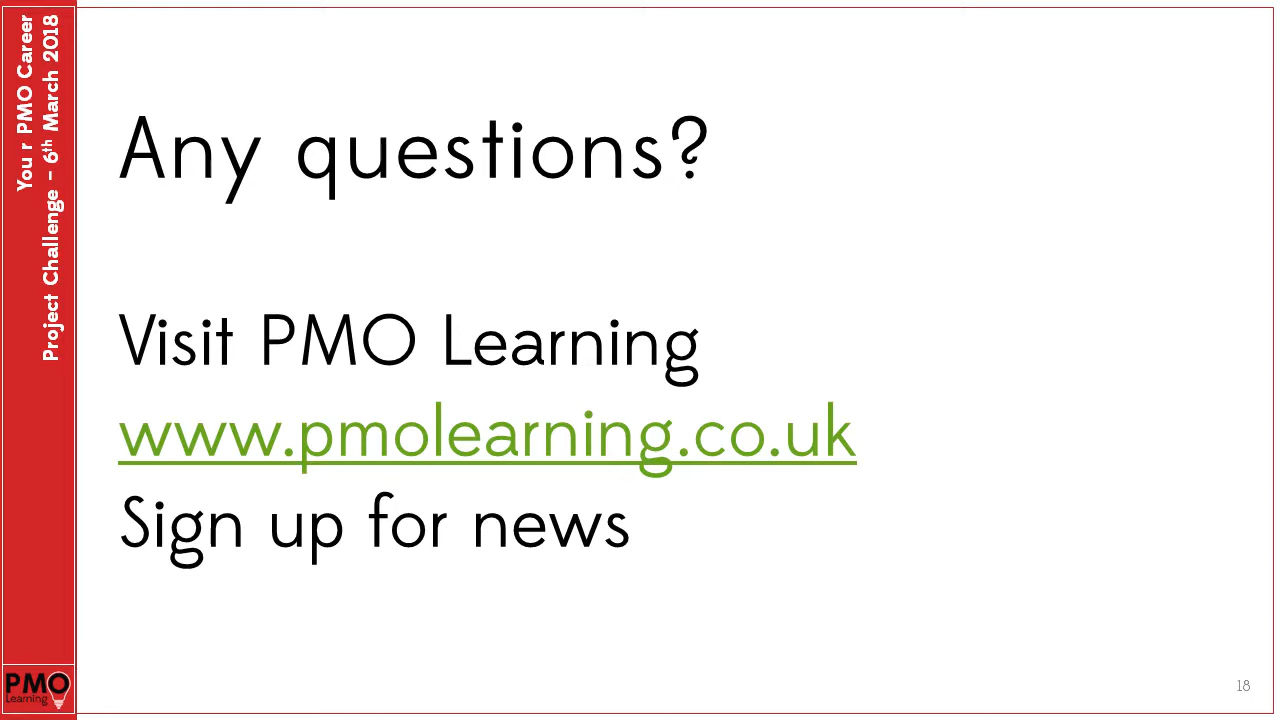 You r PMO Career
Project Challenge – 6th March 2018
Any questions?
Visit PMO Learning
www.pmolearning.co.uk
Sign up for news
PMO
Learning
18